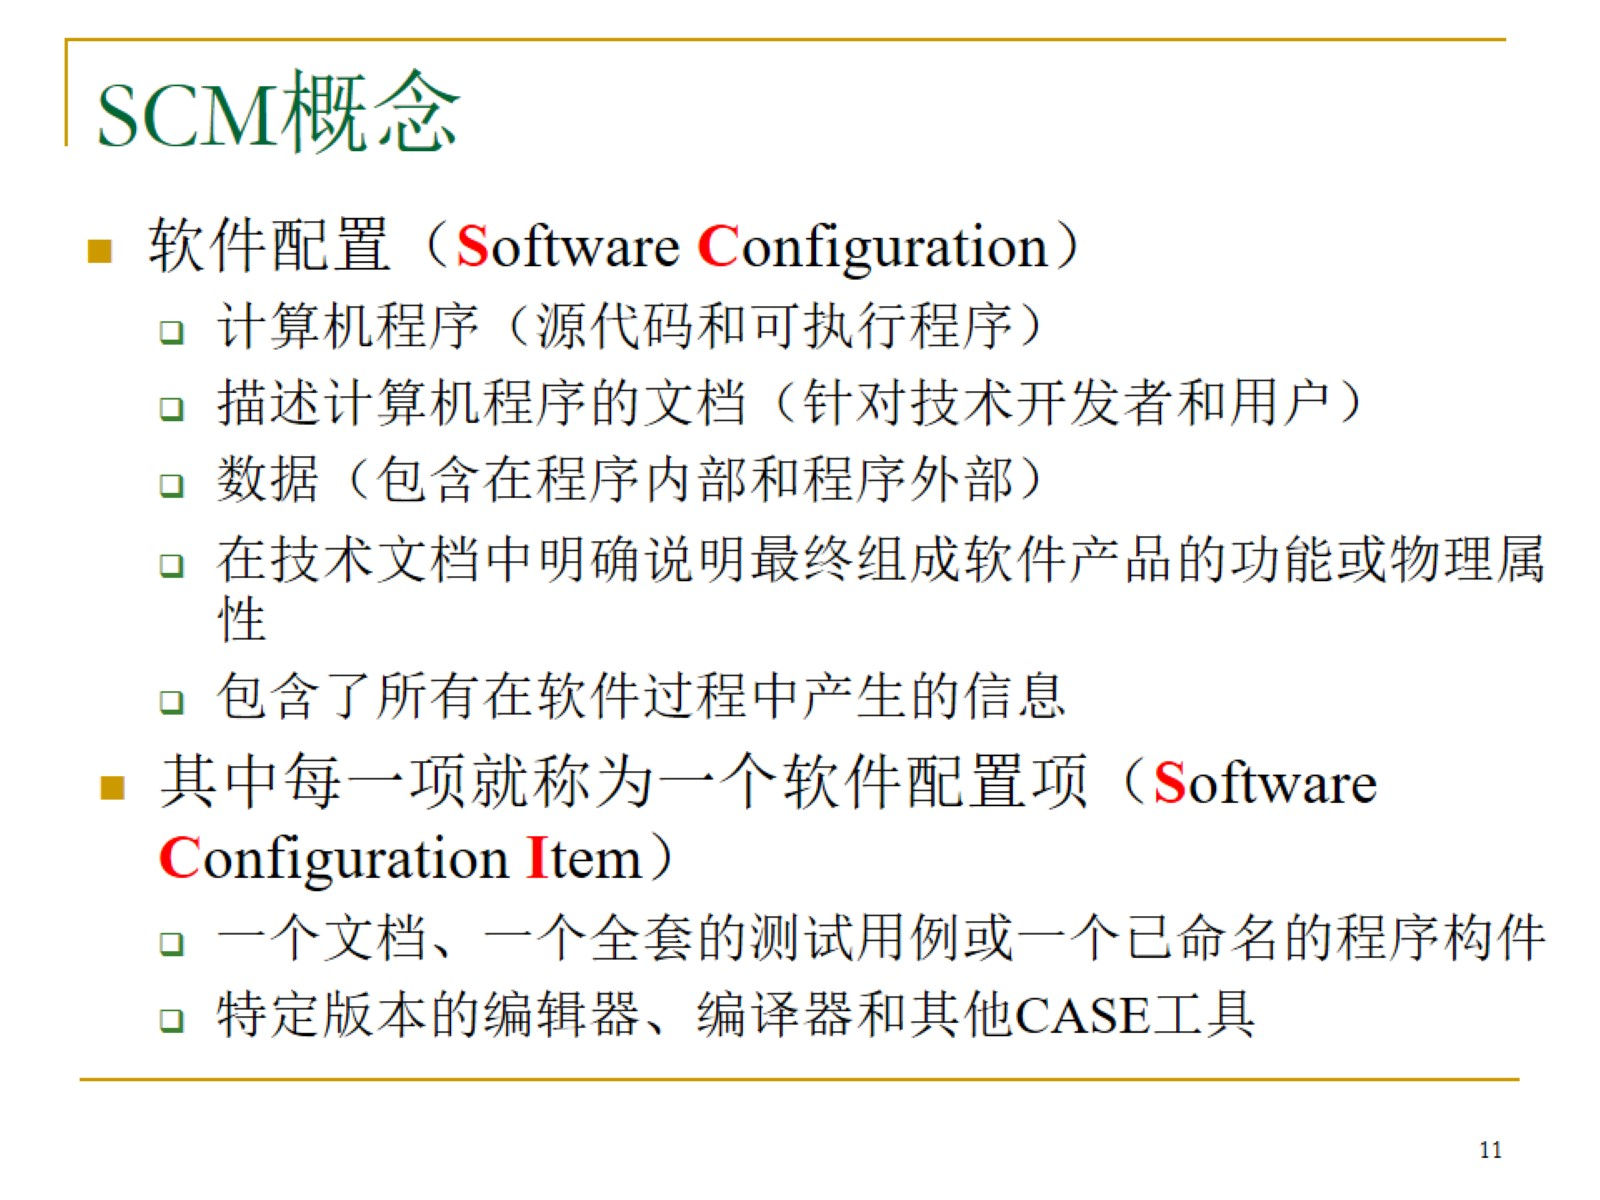 SCM概念
软件配置（Software Configuration）
计算机程序（源代码和可执行程序）
描述计算机程序的文档（针对技术开发者和用户）
数据（包含在程序内部和程序外部）
在技术文档中明确说明最终组成软件产品的功能或物理属
性
包含了所有在软件过程中产生的信息
其中每一项就称为一个软件配置项（Software
Configuration Item）
一个文档、一个全套的测试用例或一个已命名的程序构件
特定版本的编辑器、编译器和其他CASE工具
11